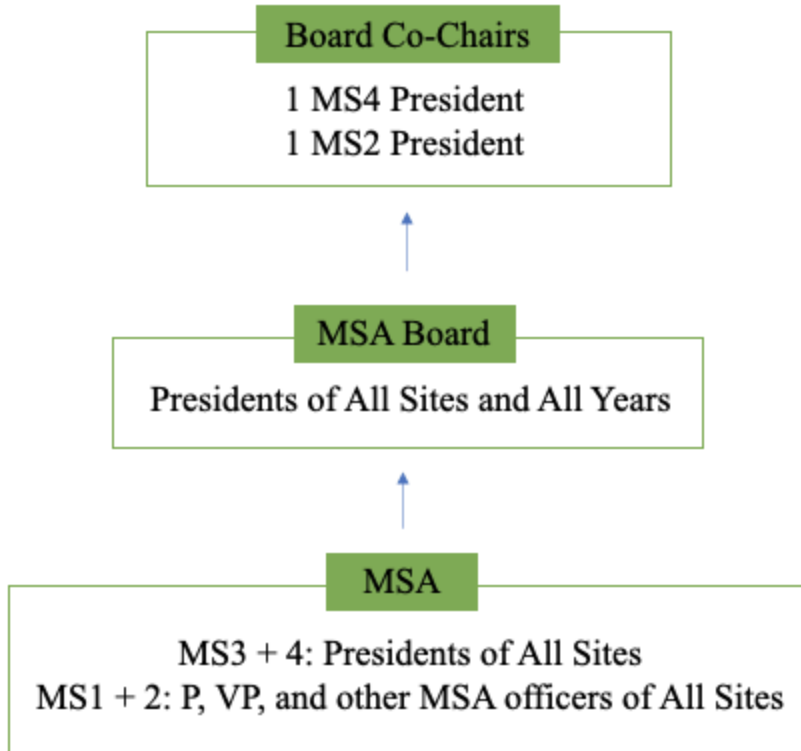 Board Co-Chairs
1 MS4 President
1 MS2 President
MSA Board
Presidents of All Sites and All Years
MSA
MS3 + 4: Presidents of All Sites
MS1 + 2: P, VP, and other MSA officers of All Sites